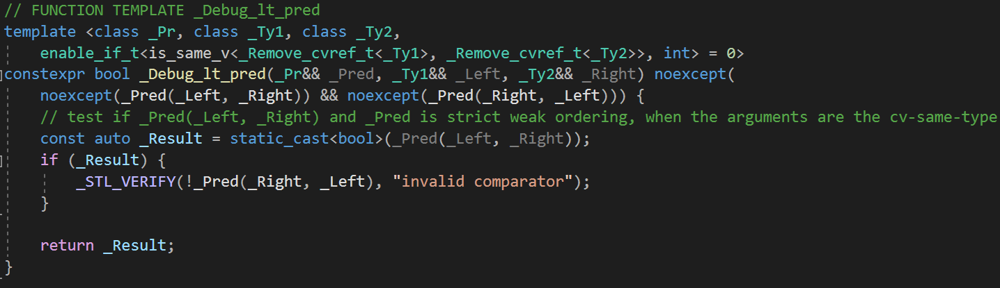 // FUNCTION TEMPLATE _Debug_lt_pred
template <class _Pr, class _Ty1, class _Ty2,
    enable_if_t<is_same_v<_Remove_cvref_t<_Ty1>, _Remove_cvref_t<_Ty2>>, int> = 0>
constexpr bool _Debug_lt_pred(_Pr&& _Pred, _Ty1&& _Left, _Ty2&& _Right) noexcept(
    noexcept(_Pred(_Left, _Right)) && noexcept(_Pred(_Right, _Left))) {
    // test if _Pred(_Left, _Right) and _Pred is strict weak ordering, when the arguments are the cv-same-type
    const auto _Result = static_cast<bool>(_Pred(_Left, _Right));
    if (_Result) {
        _STL_VERIFY(!_Pred(_Right, _Left), "invalid comparator");
    }

    return _Result;
}